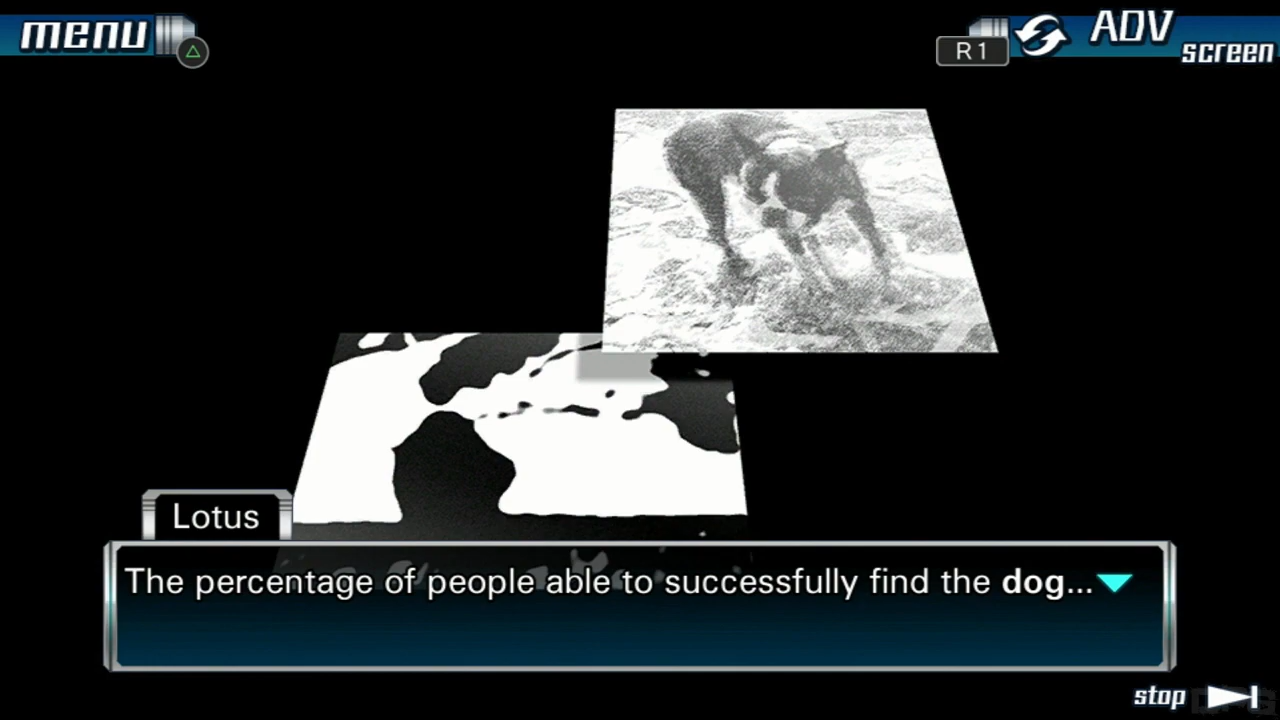 menu
R1
ADV
screen
Lotus
The percentage of people able to successfully find the dog...
stop